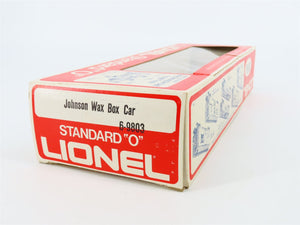 Johnson Wax Box Car
6-9803
STANDARD "O"
LIONEL